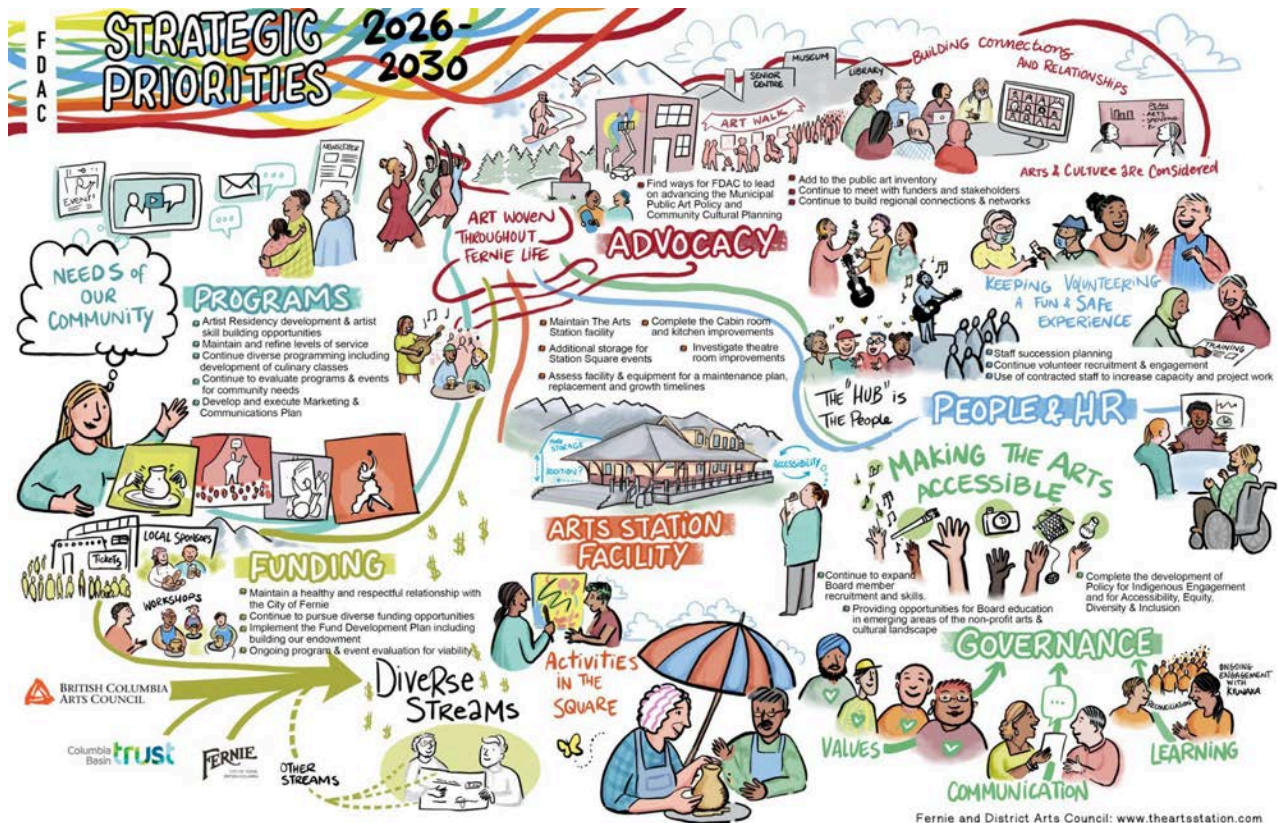 FDAC
STRATEGIC
PRIORITIES
2026-
2030
BUILDING CONNECTIONS
AND RELATIONSHIPS
MUSEUM
SENIOR
CENTRE
LIBRARY
ART WALK
PLAN
ARTS
ARTS & CULTURE ARE CONSIDERED
EVENT
NEWSLETTER
NEEDS of
OUR
COMMUNITY
ART WOVEN
THROUGHOUT
FERNIE LIFE
Find ways for FDAC to lead
on advancing the Municipal
Public Art Policy and
Community Cultural Planning
Add to the public art inventory
Continue to meet with funders and stakeholders
Continue to build regional connections & networks
ADVOCACY
PROGRAMS
Artist Residency development & artist
skill building opportunities
Maintain and refine levels of service
Continue diverse programming including
development of culinary classes
Continue to evaluate programs & events
for community needs
Develop and execute Marketing &
Communications Plan
Maintain The Arts
Station facility
Additional storage for
Station Square events
Assess facility & equipment for a maintenance plan,
replacement and growth timelines
Complete the Cabin room
and kitchen improvements
Investigate theatre
room improvements
KEEPING VOLUNTEERING
A FUN & SAFE
EXPERIENCE
TRAINING
Staff succession planning
Continue volunteer recruitment & engagement
Use of contracted staff to increase capacity and project work
THE "HUB" is
THE People
PEOPLE & HR
STORAGE
ADDITION?
ACCESSIBILITY
ARTS STATION
FACILITY
MAKING THE ARTS
ACCESSIBLE
TICKETS
LOCAL SPONSORS
WORKSHOPS
FUNDING
Maintain a healthy and respectful relationship with
the City of Fernie
Continue to pursue diverse funding opportunities
Implement the Fund Development Plan including
building our endowment
Ongoing program & event evaluation for viability
Continue to expand
Board member
recruitment and skills.
Providing opportunities for Board education
in emerging areas of the non-profit arts &
cultural landscape
Complete the development of
Policy for Indigenous Engagement
and for Accessibility, Equity,
Diversity & Inclusion
GOVERNANCE
BRITISH COLUMBIA
ARTS COUNCIL
Columbia
Basin trust
FERNIE
OTHER
STREAMS
DIVERSE
STREAMS
Activities
IN THE
SQUARE
VALUES
COMMUNICATION
RECONCILIATION
ONGOING
ENGAGEMENT
WITH
KTUNAXA
LEARNING
Fernie and District Arts Council: www.theartsstation.com